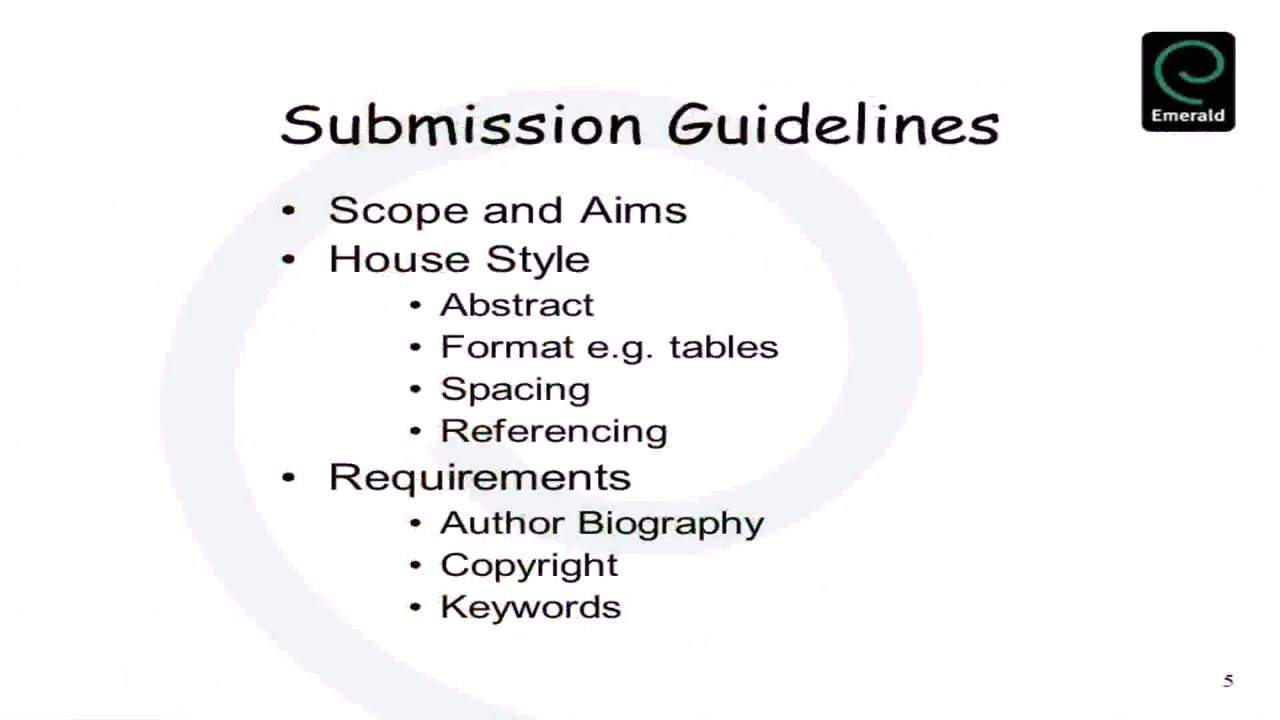 Emerald
Submission Guidelines
• Scope and Aims
• House Style
• Abstract
• Format e.g. tables
• Spacing
• Referencing
• Requirements
• Author Biography
• Copyright
• Keywords
5